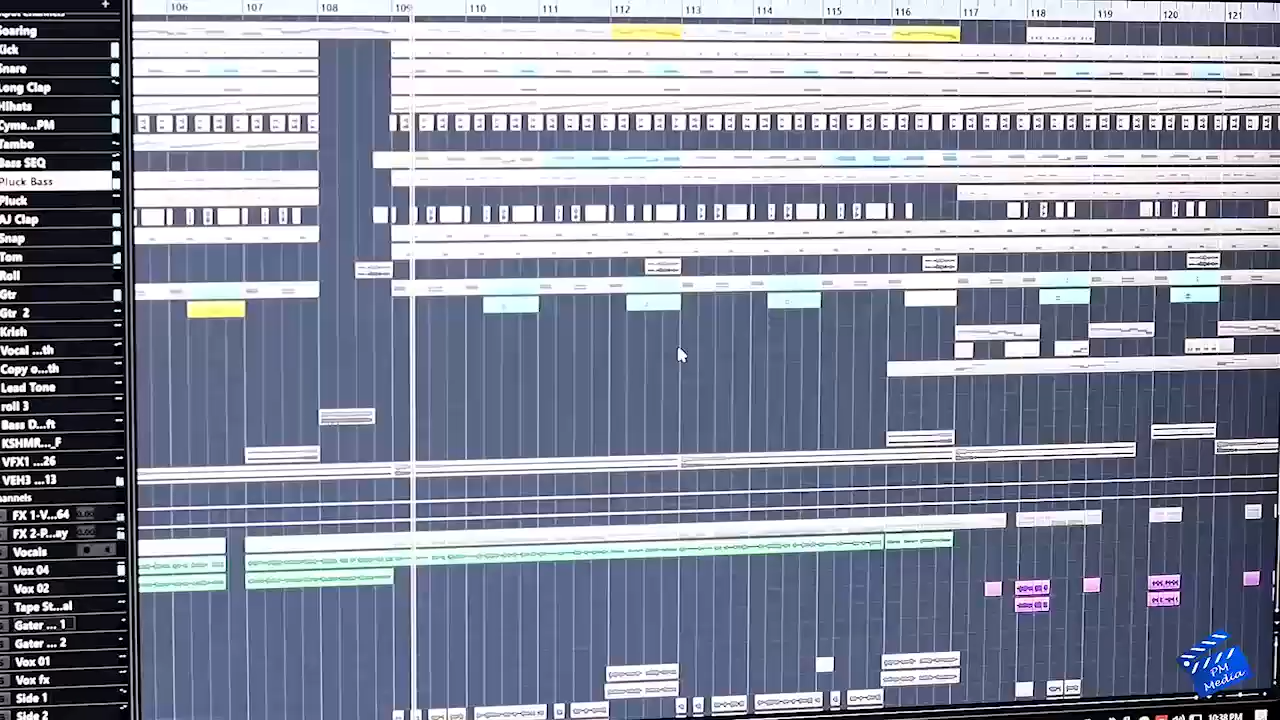 106 107 108 109 110 111 112 113 114 115 116 117 118 119 120 121
Soaring
Kick
Snare
Long Clap
HIhats
Cyma...PM
Tambo
Bass SEQ
Pluck Bass
Pluck
AJ Clap
Snap
Tom
Roll
Gtr
Gtr 2
Krish
Vocal ...th
Copy o...th
Lead Tone
roll 3
Bass D...ft
KSHMR..._F
VFX1 ...26
VEH3 ...13
FX 1-V...64
FX 2-P...ay
Vocals
Vox 04
Vox 02
Tape St...al
Gater ... 1
Gater ... 2
Vox 01
Vox fx
Side 1
Side 2
PM
Media